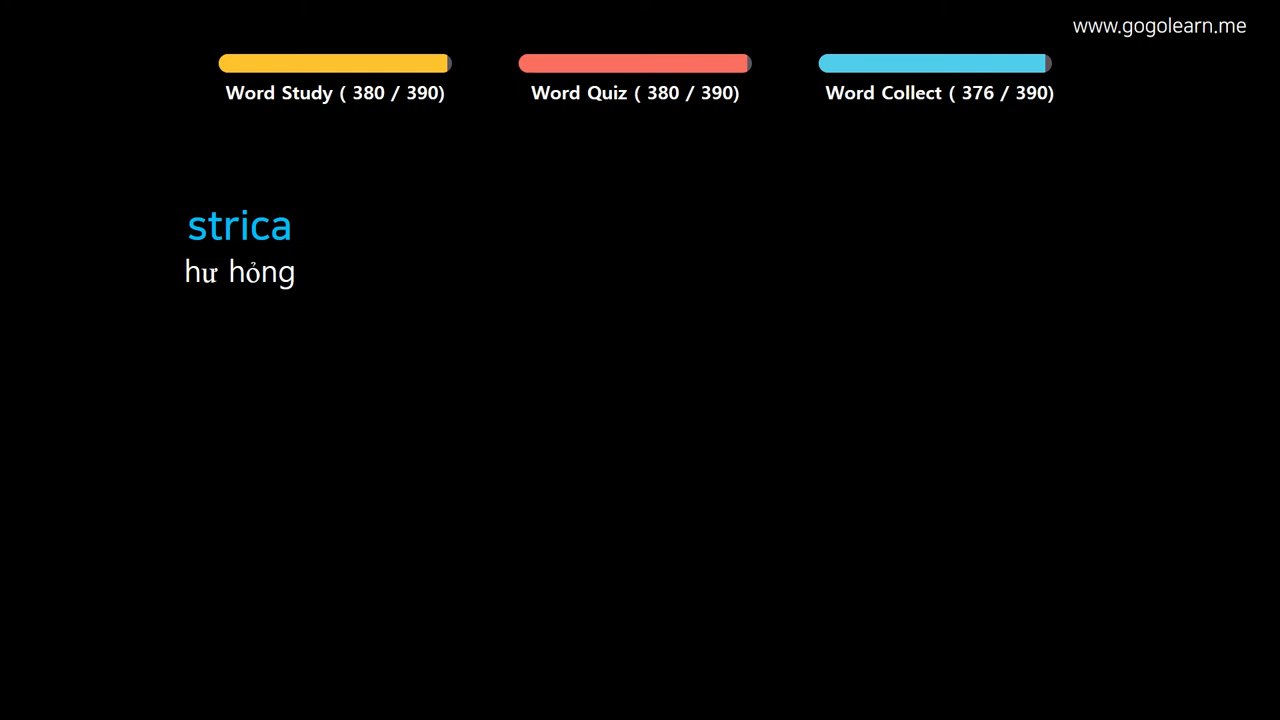 www.gogolearn.me
Word Study ( 380 / 390)
Word Quiz ( 380 / 390)
Word Collect ( 376 / 390)
strica
hư hỏng